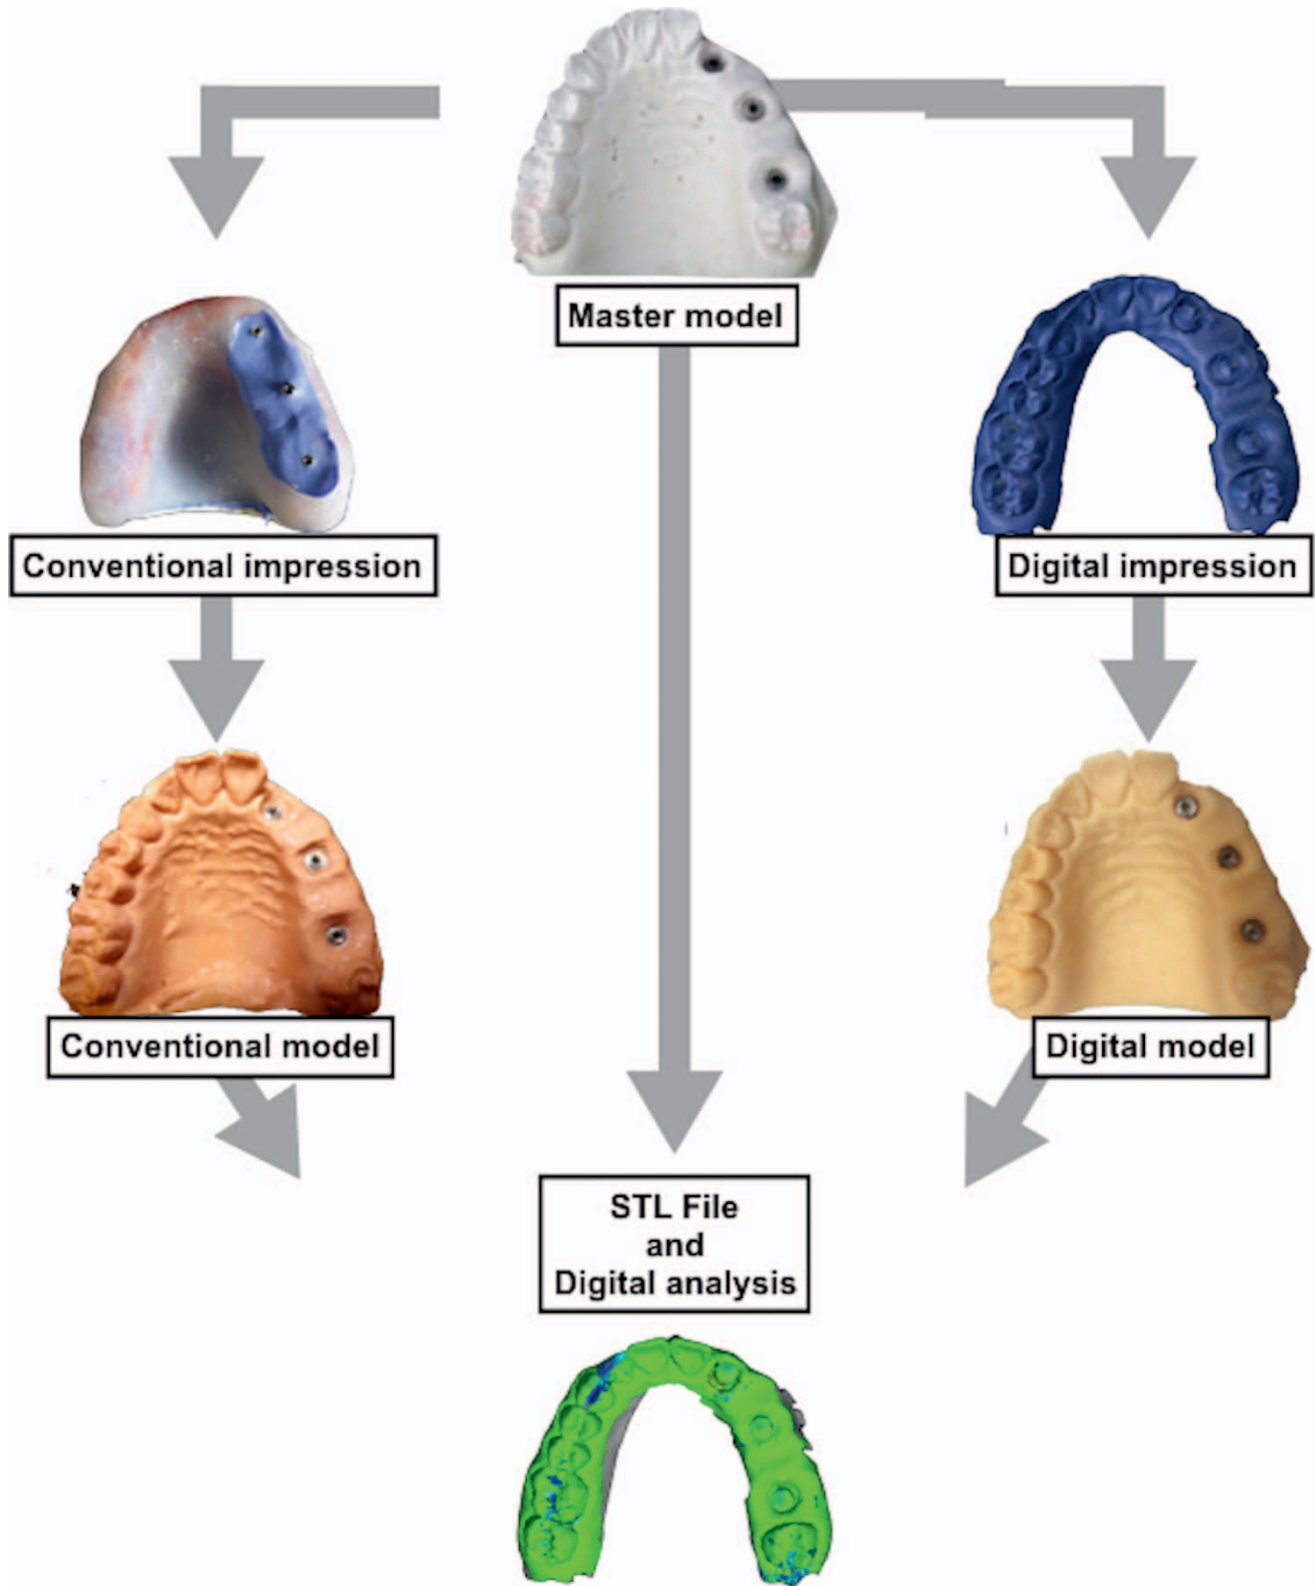 Master model
Conventional impression
Digital impression
Conventional model
Digital model
STL File
and
Digital analysis